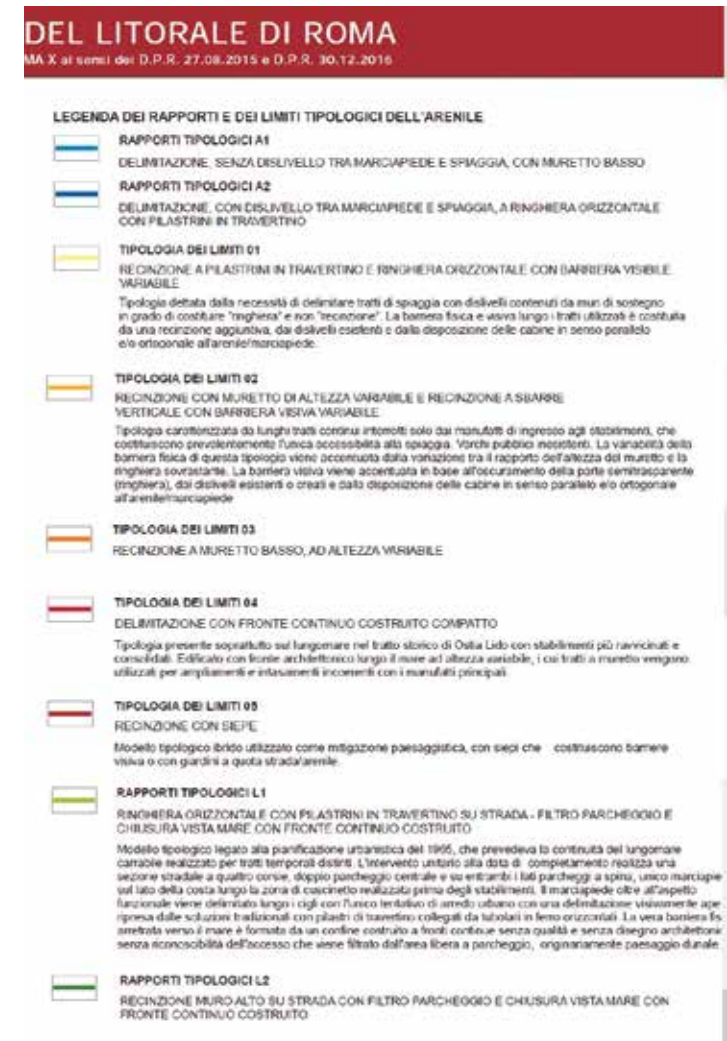 DEL LITORALE DI ROMA
MA X ai sensi dei D.P.R. 27.08.2015 e D.P.R. 30.12.2016
LEGENDA DEI RAPPORTI E DEI LIMITI TIPOLOGICI DELL'ARENILE
RAPPORTI TIPOLOGICI A1
DELIMITAZIONE, SENZA DISLIVELLO TRA MARCIAPIEDE E SPIAGGIA, CON MURETTO BASSO
RAPPORTI TIPOLOGICI A2
DELIMITAZIONE, CON DISLIVELLO TRA MARCIAPIEDE E SPIAGGIA, A RINGHIERA ORIZZONTALE
CON PILASTRINI IN TRAVERTINO
TIPOLOGIA DEI LIMITI 01
RECINZIONE A PILASTRINI IN TRAVERTINO E RINGHIERA ORIZZONTALE CON BARRIERA VISIBILE
VARIABILE
Tipologia dettata dalla necessità di delimitare tratti di spiaggia con dislivelli contenuti da muri di sostegno
in grado di costituire "ringhiera" e non "recinzione". La barriera fisica e visiva lungo i tratti utilizzati è costituita
da una recinzione aggiuntiva, dai dislivelli esistenti e dalla disposizione delle cabine in senso parallelo
e/o ortogonale all'arenile/marciapiede.
TIPOLOGIA DEI LIMITI 02
RECINZIONE CON MURETTO DI ALTEZZA VARIABILE E RECINZIONE A SBARRE
VERTICALE CON BARRIERA VISIVA VARIABILE
Tipologia caratterizzata da lunghi tratti continui interrotti solo dai manufatti di ingresso agli stabilimenti, che
costituiscono prevalentemente l'unica accessibilità alla spiaggia. Varchi pubblici inesistenti. La variabilità della
barriera fisica di questa tipologia viene accentuata dalla variazione tra il rapporto dell'altezza del muretto e la
ringhiera sovrastante. La barriera visiva viene accentuata in base all'oscuramento della parte semitrasparente
(ringhiera), dai dislivelli esistenti o creati e dalla disposizione delle cabine in senso parallelo e/o ortogonale
all'arenile/marciapiede
TIPOLOGIA DEI LIMITI 03
RECINZIONE A MURETTO BASSO, AD ALTEZZA VARIABILE
TIPOLOGIA DEI LIMITI 04
DELIMITAZIONE CON FRONTE CONTINUO COSTRUITO COMPATTO
Tipologia presente soprattutto sul lungomare nel tratto storico di Ostia Lido con stabilimenti più ravvicinati e
consolidati. Edificato con fronte architettonico lungo il mare ad altezza variabile, i cui tratti a muretto vengono
utilizzati per ampliamenti e intasamenti incoerenti con i manufatti principali.
TIPOLOGIA DEI LIMITI 05
RECINZIONE CON SIEPE
Modello tipologico ibrido utilizzato come mitigazione paesaggistica, con siepi che costruiscono barriere
visiva o con giardini a quota strada/arenile.
RAPPORTI TIPOLOGICI L1
RINGHIERA ORIZZONTALE CON PILASTRINI IN TRAVERTINO SU STRADA - FILTRO PARCHEGGIO E
CHIUSURA VISTA MARE CON FRONTE CONTINUO COSTRUITO
Modello tipologico legato alla pianificazione urbanistica del 1965, che prevedeva la continuità del lungomare
carrabile realizzato per tratti temporali distinti. L'intervento unitario alla data di completamento realizza una
sezione stradale a quattro corsie, doppio parcheggio centrale e su entrambi i lati parcheggi a spina, unico marciapie
sul lato della costa lungo la zona di cuscinetto realizzata prima degli stabilimenti. Il marciapiede oltre all'aspetto
funzionale viene delimitato lungo i cigli con l'unico tentativo di arredo urbano con una delimitazione visivamente ape
ripresa dalle soluzioni tradizionali con pilastri di travertino collegati da tubolari in ferro orizzontali. La vera barriera fis
arretrata verso il mare è formata da un confine costruito a fronti continue senza qualità e senza disegno architettoni
senza riconoscibilità dell'accesso che viene filtrato dall'area libera a parcheggio, originariamente paesaggio dunale.
RAPPORTI TIPOLOGICI L2
RECINZIONE MURO ALTO SU STRADA CON FILTRO PARCHEGGIO E CHIUSURA VISTA MARE CON
FRONTE CONTINUO COSTRUITO